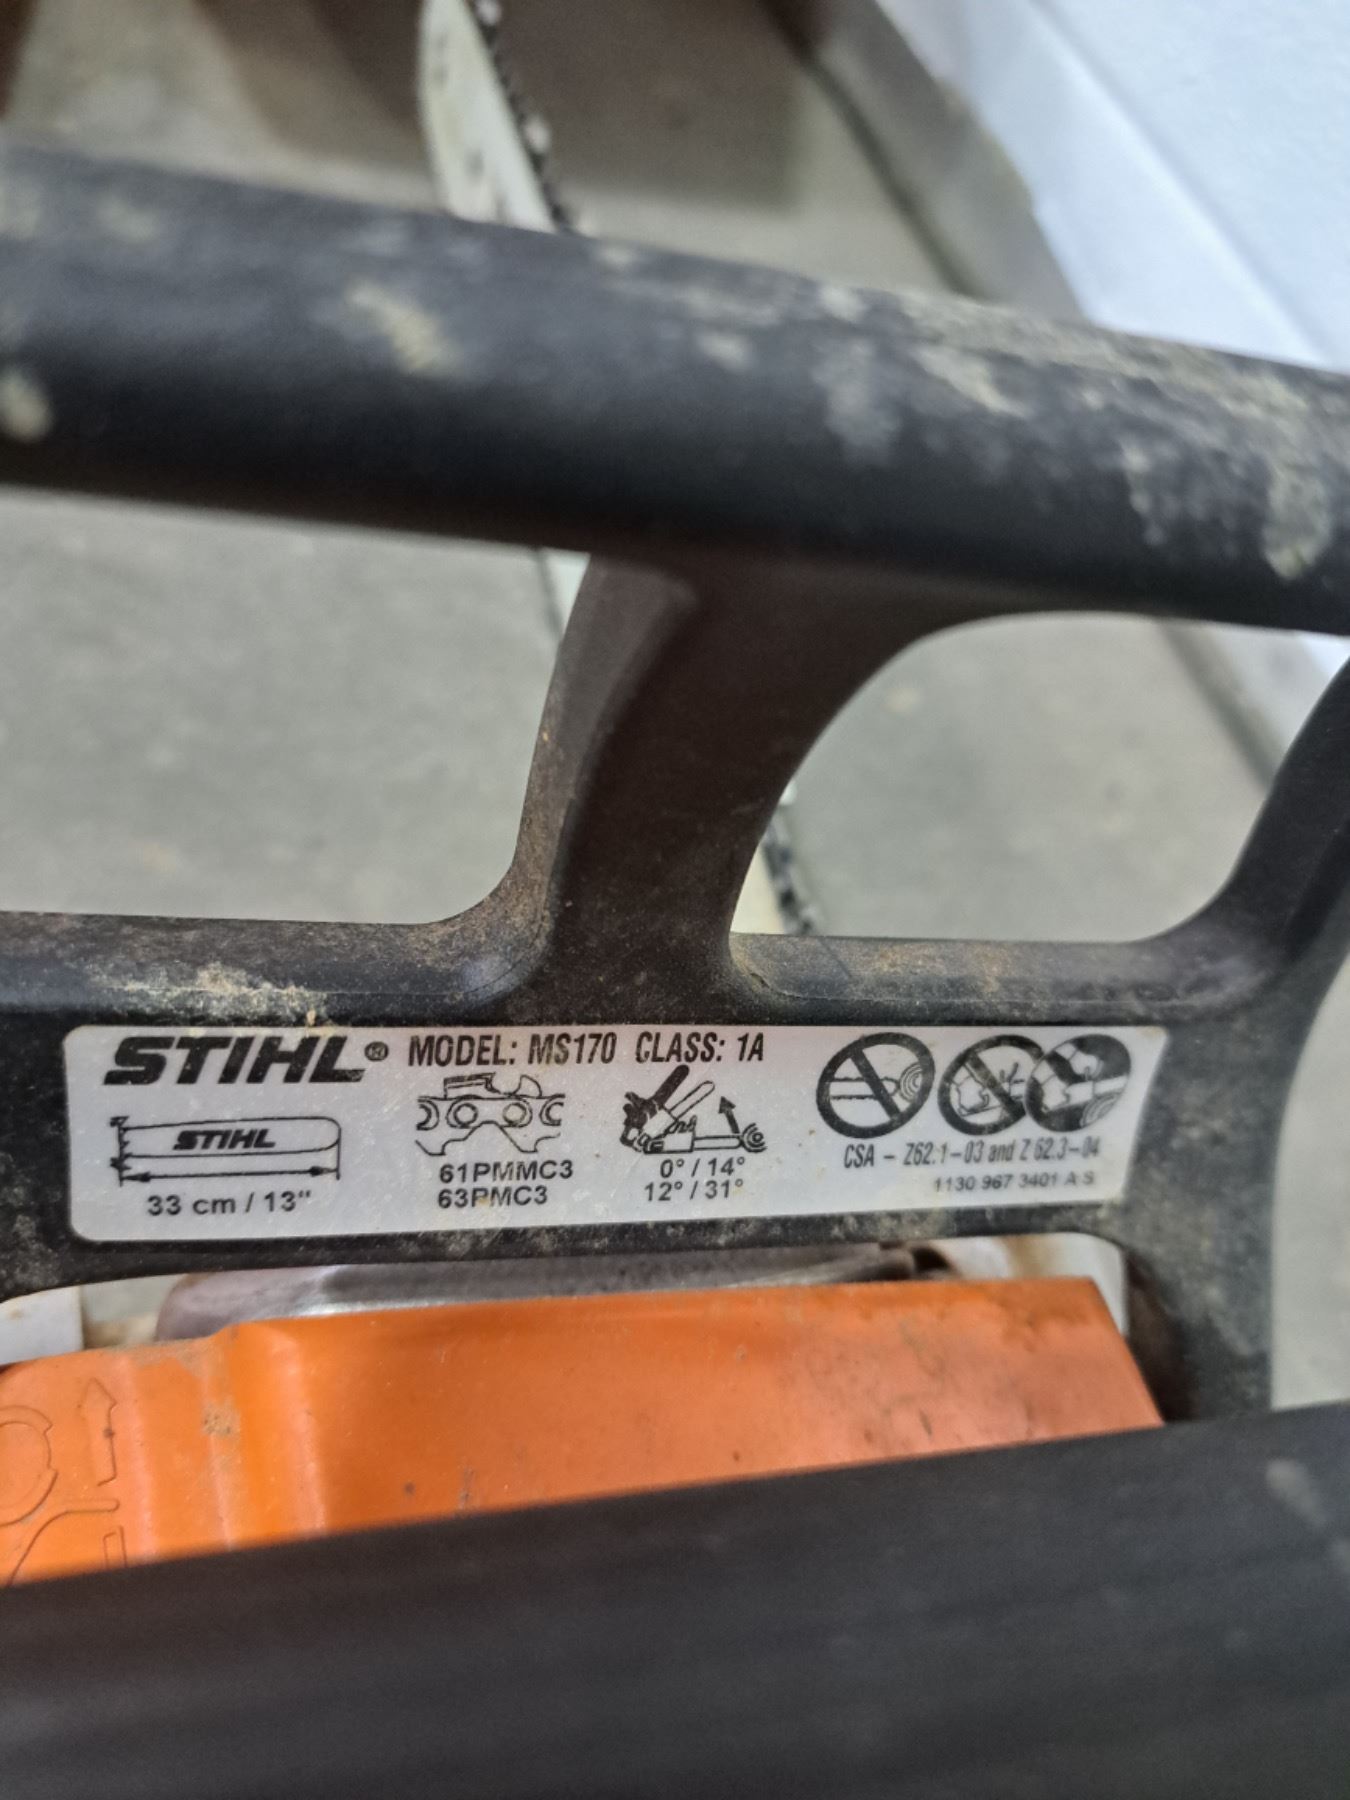 STIHL® MODEL: MS170 CLASS: 1A
STIHL
33 cm / 13"
61PMMC3
63PMC3
0° / 14°
12° / 31°
CSA - Z62.1-03 and Z 62.3-04
1130 967 3401 A S